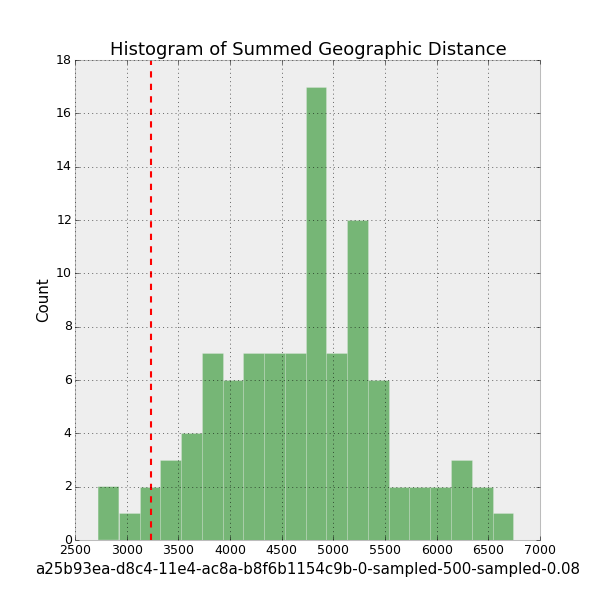 Histogram of Summed Geographic Distance
18
16
14
12
10
8
6
4
2
0
Count
2500 3000 3500 4000 4500 5000 5500 6000 6500 7000
a25b93ea-d8c4-11e4-ac8a-b8f6b1154c9b-0-sampled-500-sampled-0.08